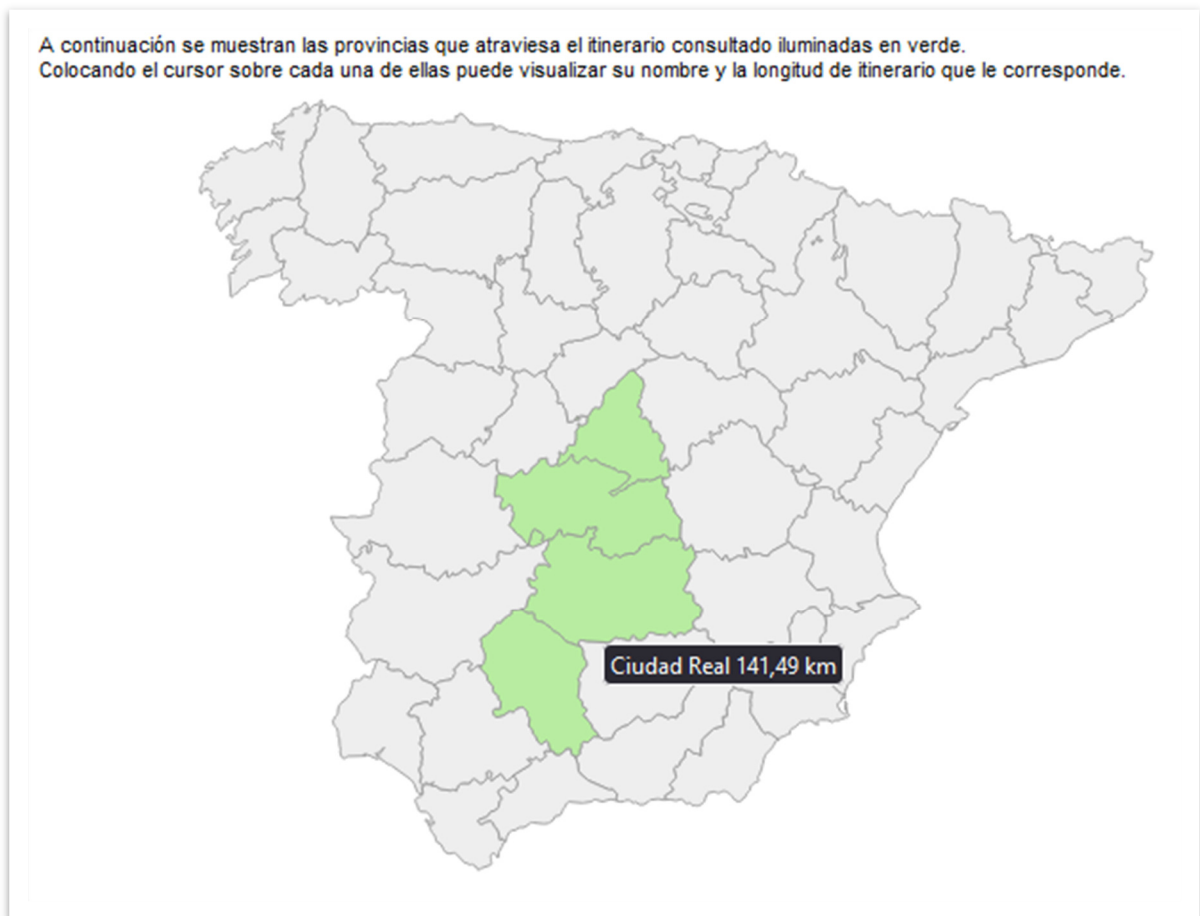 A continuación se muestran las provincias que atraviesa el itinerario consultado iluminadas en verde.
Colocando el cursor sobre cada una de ellas puede visualizar su nombre y la longitud de itinerario que le corresponde.
Ciudad Real 141,49 km